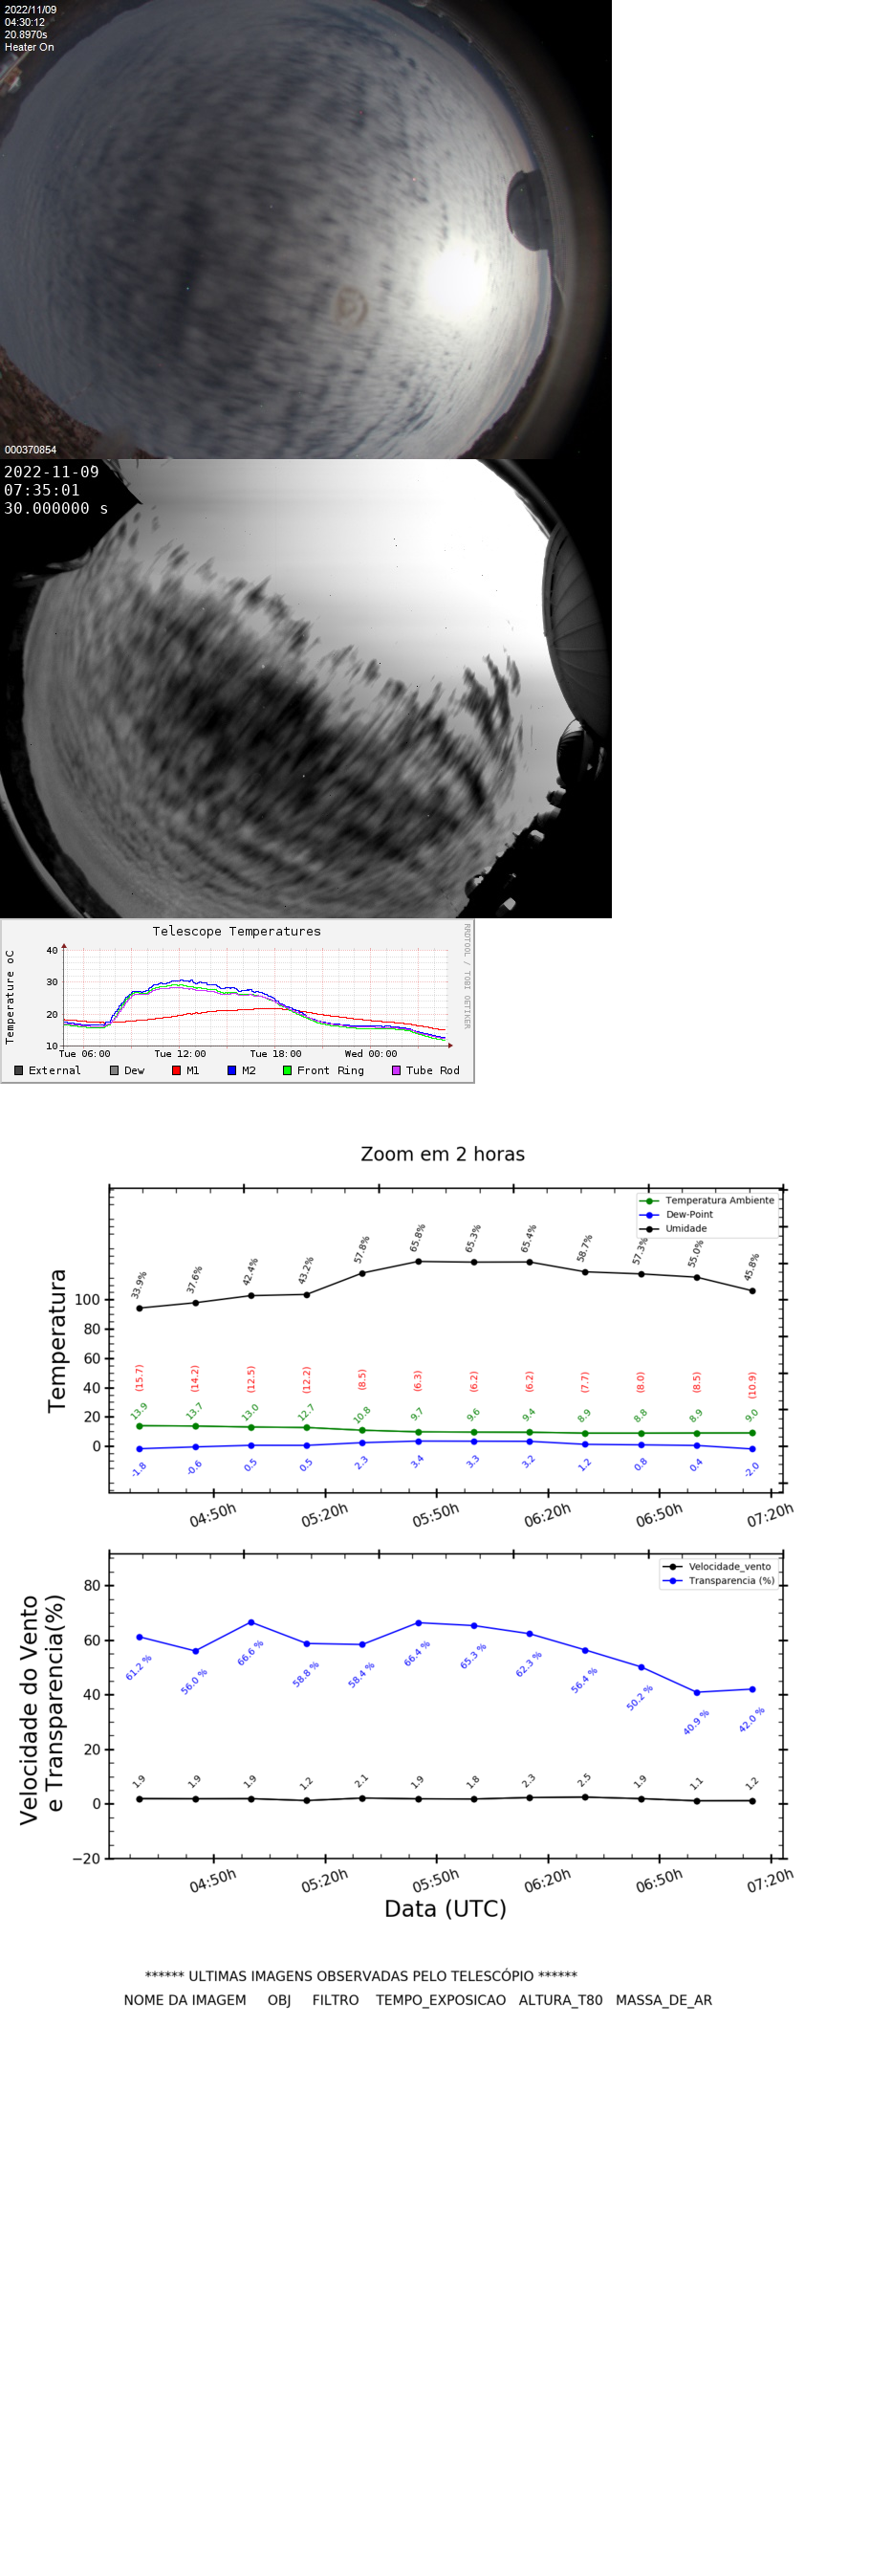 2022/11/09
04:30:12
20.8970s
Heater On
000370854
2022-11-09
07:35:01
30.000000 s
Telescope Temperatures
RRDTOOL / TOBI OETIKER
Temperature oC
40
30
20
10
Tue 06:00 Tue 12:00 Tue 18:00 Wed 00:00
External Dew M1 M2 Front Ring Tube Rod
Zoom em 2 horas
Temperatura Ambiente
Dew-Point
Umidade
Temperatura
33.9% 37.6% 42.4% 43.2% 57.8% 65.8% 65.3% 65.4% 58.7% 57.3% 55.0% 45.8%
100
80
60
40
20
0
(15.7) (14.2) (12.5) (12.2) (8.5) (6.3) (6.2) (6.2) (7.7) (8.0) (8.5) (10.9)
13.9 13.7 13.0 12.7 10.8 9.7 9.6 9.4 8.9 8.8 8.9 9.0
-1.8 -0.6 0.5 0.5 2.3 3.4 3.3 3.2 1.2 0.8 0.4 -2.0
04:50h 05:20h 05:50h 06:20h 06:50h 07:20h
Velocidade_vento
Transparencia (%)
Velocidade do Vento
e Transparencia(%)
80
60
40
20
0
−20
61.2 % 56.0 % 66.6 % 58.8 % 58.4 % 66.4 % 65.3 % 62.3 % 56.4 % 50.2 % 40.9 % 42.0 %
1.9 1.9 1.9 1.2 2.1 1.9 1.8 2.3 2.5 1.9 1.1 1.2
04:50h 05:20h 05:50h 06:20h 06:50h 07:20h
Data (UTC)
****** ULTIMAS IMAGENS OBSERVADAS PELO TELESCÓPIO ******
NOME DA IMAGEM OBJ FILTRO TEMPO_EXPOSICAO ALTURA_T80 MASSA_DE_AR